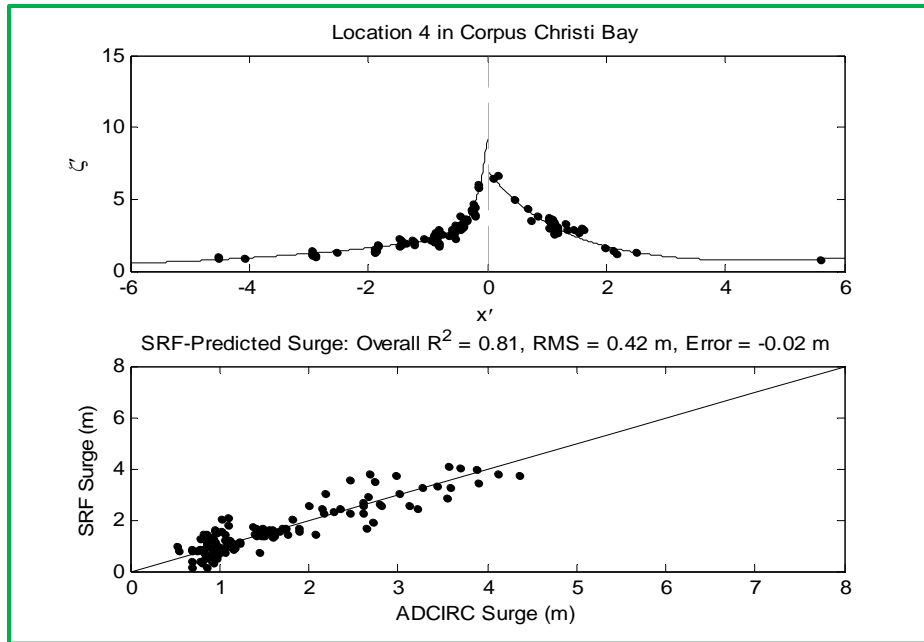 Location 4 in Corpus Christi Bay
15
10
5
0
ζ′
-6 -4 -2 0 2 4 6
x′
SRF-Predicted Surge: Overall R² = 0.81, RMS = 0.42 m, Error = -0.02 m
8
6
4
2
0
SRF Surge (m)
0 1 2 3 4 5 6 7 8
ADCIRC Surge (m)